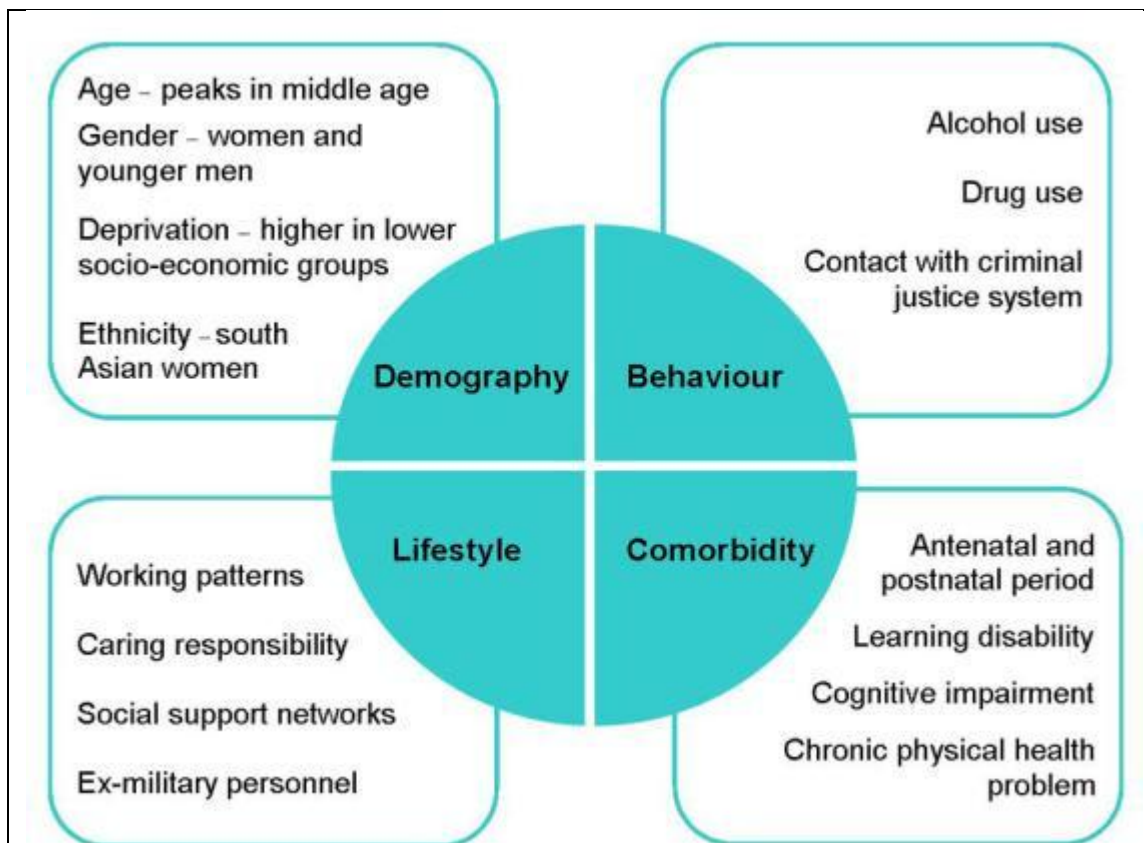 Age – peaks in middle age
Gender – women and
younger men
Deprivation – higher in lower
socio-economic groups
Ethnicity – south
Asian women
Demography
Alcohol use
Drug use
Contact with criminal
justice system
Behaviour
Lifestyle
Working patterns
Caring responsibility
Social support networks
Ex-military personnel
Comorbidity
Antenatal and
postnatal period
Learning disability
Cognitive impairment
Chronic physical health
problem